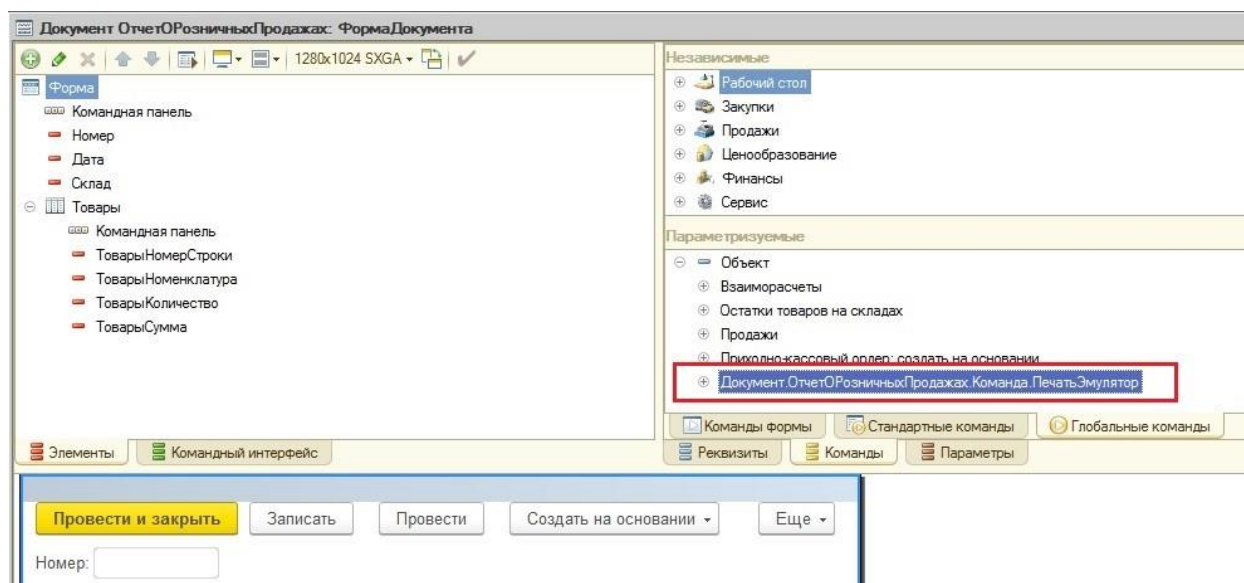 Документ ОтчетОРозничныхПродажах: ФормаДокумента
1280x1024 SXGA
Форма
Командная панель
Номер
Дата
Склад
Товары
Командная панель
ТоварыНомерСтроки
ТоварыНоменклатура
ТоварыКоличество
ТоварыСумма
Элементы
Командный интерфейс
Независимые
Рабочий стол
Закупки
Продажи
Ценообразование
Финансы
Сервис
Параметризуемые
Объект
Взаиморасчеты
Остатки товаров на складах
Продажи
Приходно-кассовый ордер: создать на основании
Документ.ОтчетОРозничныхПродажах.Команда.ПечатьЭмулятор
Команды формы
Стандартные команды
Глобальные команды
Реквизиты
Команды
Параметры
Провести и закрыть
Записать
Провести
Создать на основании
Еще
Номер: